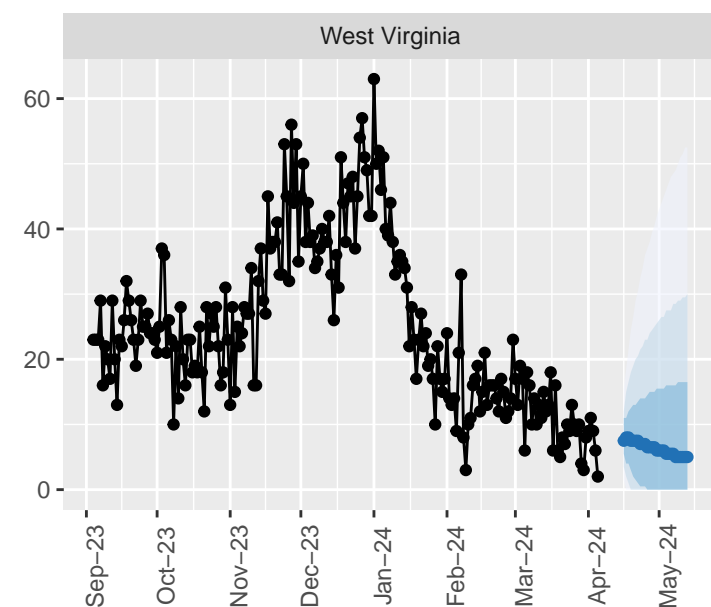 West Virginia
60
40
20
0
Sep−23
Oct−23
Nov−23
Dec−23
Jan−24
Feb−24
Mar−24
Apr−24
May−24